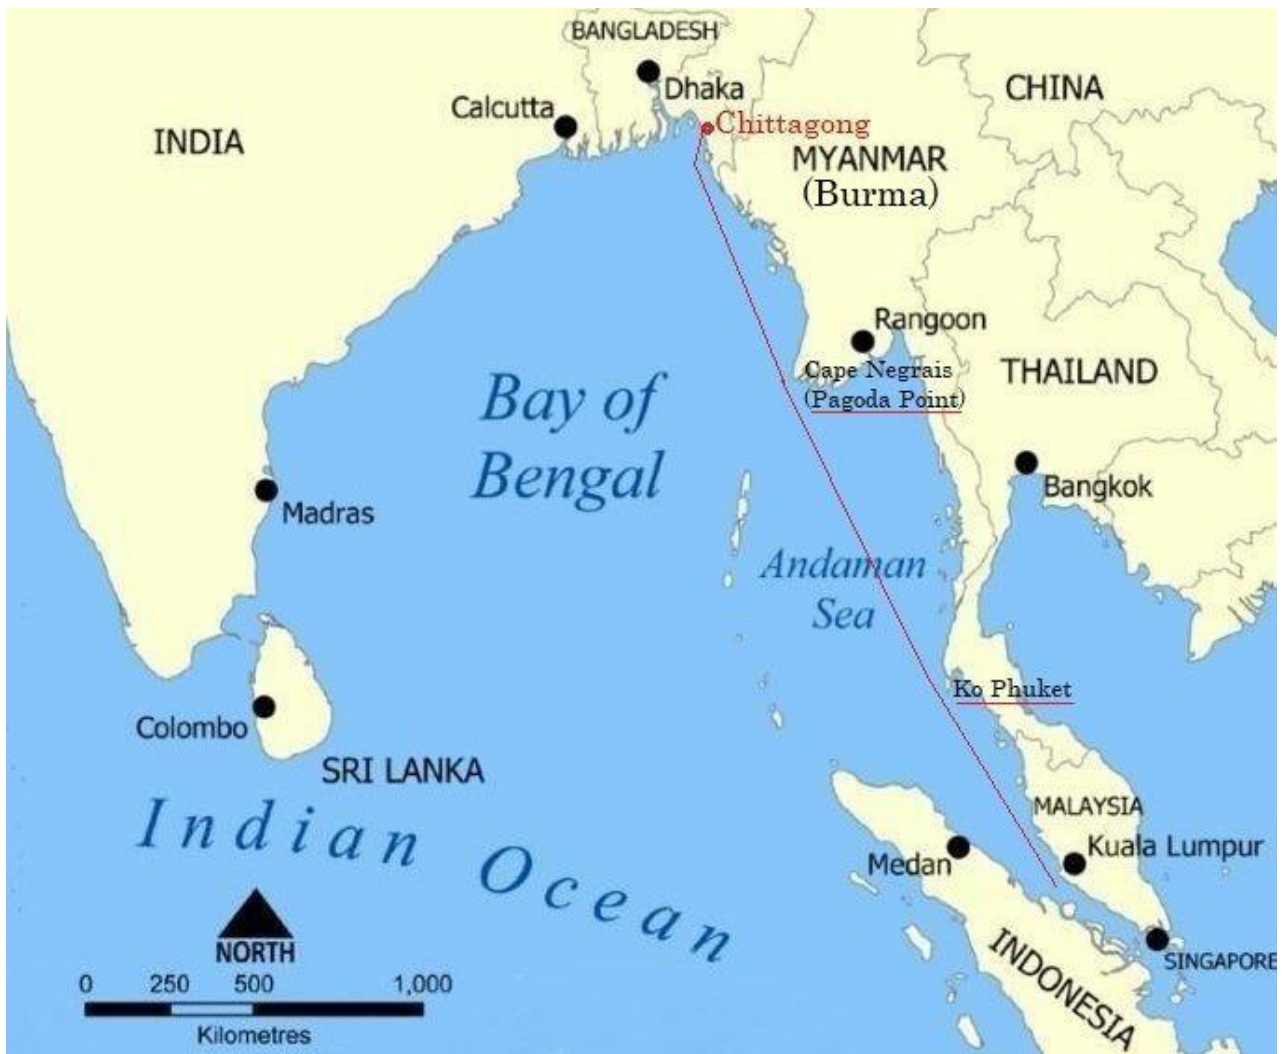 BANGLADESH
Dhaka
Calcutta
CHINA
INDIA
Chittagong
MYANMAR
(Burma)
Rangoon
Cape Negrais
(Pagoda Point)
THAILAND
Bay of
Bengal
Bangkok
Madras
Andaman
Sea
Ko Phuket
Colombo
SRI LANKA
MALAYSIA
Kuala Lumpur
Medan
Indian Ocean
NORTH
INDONESIA
SINGAPORE
0 250 500 1,000
Kilometres